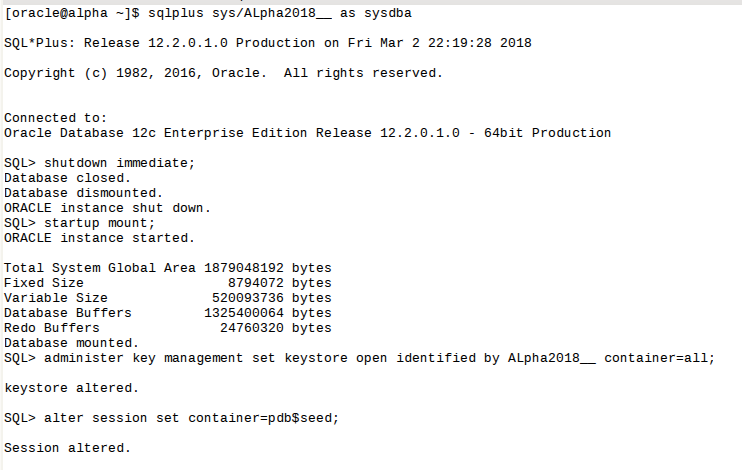 [oracle@alpha ~]$ sqlplus sys/ALpha2018__ as sysdba
SQL*Plus: Release 12.2.0.1.0 Production on Fri Mar 2 22:19:28 2018
Copyright (c) 1982, 2016, Oracle.  All rights reserved.
Connected to:
Oracle Database 12c Enterprise Edition Release 12.2.0.1.0 - 64bit Production
SQL> shutdown immediate;
Database closed.
Database dismounted.
ORACLE instance shut down.
SQL> startup mount;
ORACLE instance started.
Total System Global Area 1879048192 bytes
Fixed Size                  8794072 bytes
Variable Size             520093736 bytes
Database Buffers         1325400064 bytes
Redo Buffers               24760320 bytes
Database mounted.
SQL> administer key management set keystore open identified by ALpha2018__ container=all;
keystore altered.
SQL> alter session set container=pdb$seed;
Session altered.